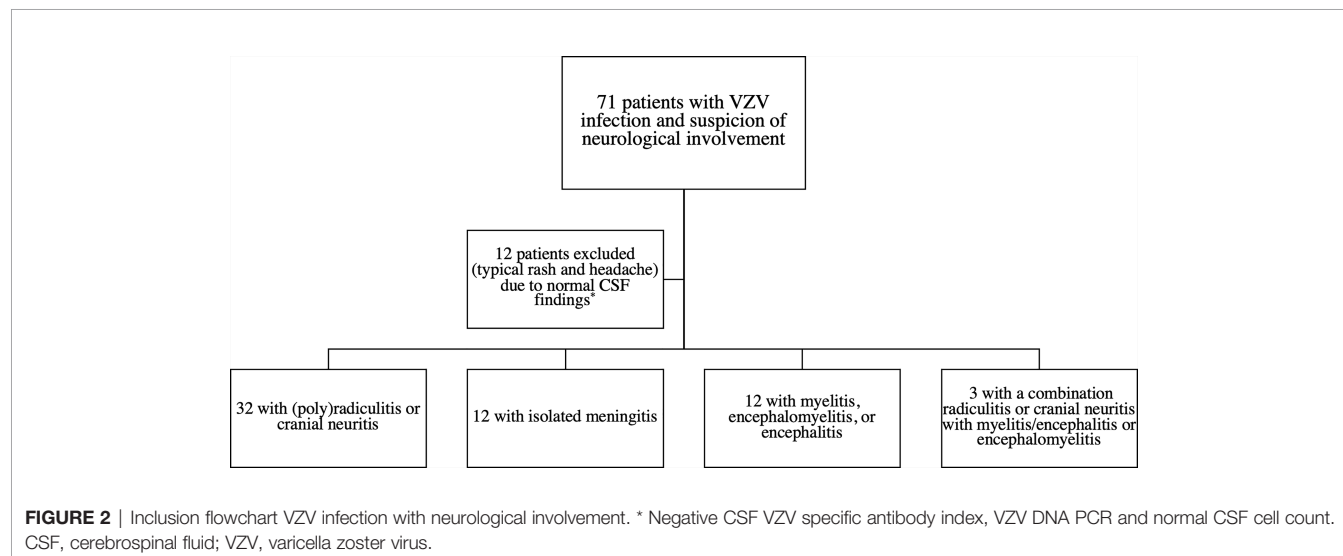 71 patients with VZV
infection and suspicion of
neurological involvement
12 patients excluded
(typical rash and headache)
due to normal CSF
findings*
32 with (poly)radiculitis or
cranial neuritis
12 with isolated meningitis
12 with myelitis,
encephalomyelitis, or
encephalitis
3 with a combination
radiculitis or cranial neuritis
with myelitis/encephalitis or
encephalomyelitis
FIGURE 2 | Inclusion flowchart VZV infection with neurological involvement. * Negative CSF VZV specific antibody index, VZV DNA PCR and normal CSF cell count.
CSF, cerebrospinal fluid; VZV, varicella zoster virus.